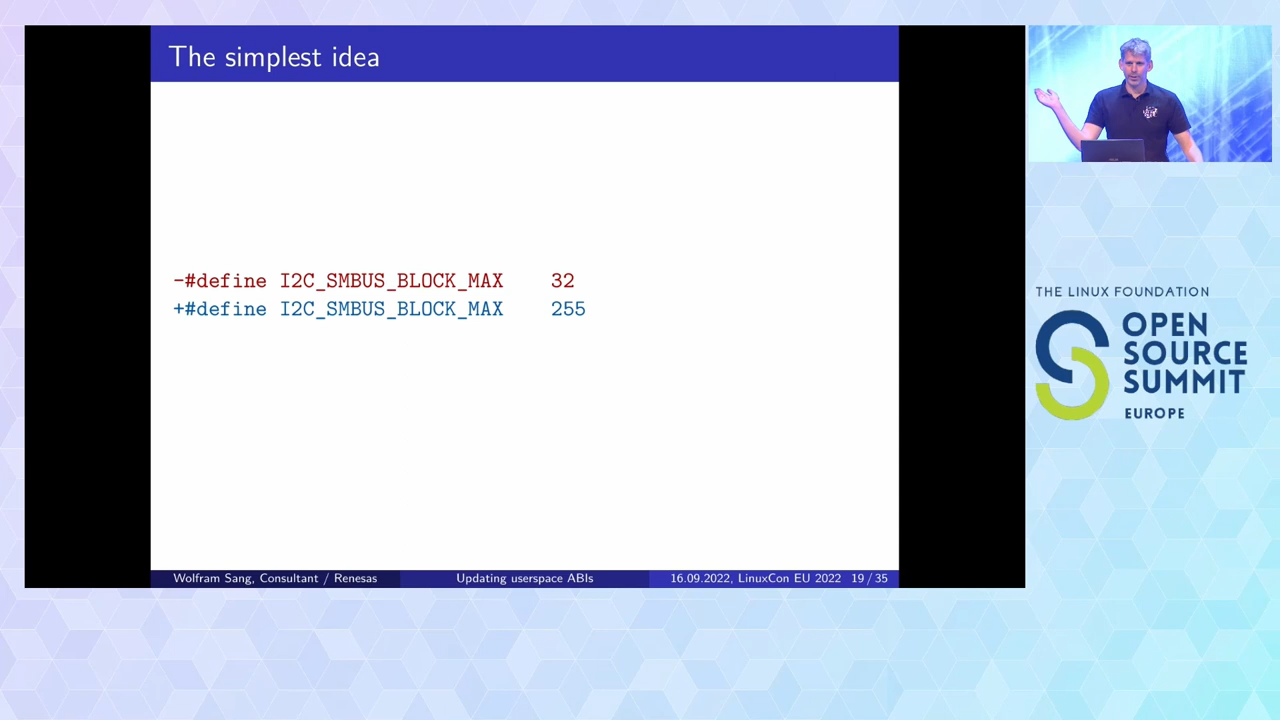 The simplest idea
-#define I2C_SMBUS_BLOCK_MAX 32
+#define I2C_SMBUS_BLOCK_MAX 255
Wolfram Sang, Consultant / Renesas
Updating userspace ABIs
16.09.2022, LinuxCon EU 2022 19 / 35
THE LINUX FOUNDATION
OPEN
SOURCE
SUMMIT
EUROPE